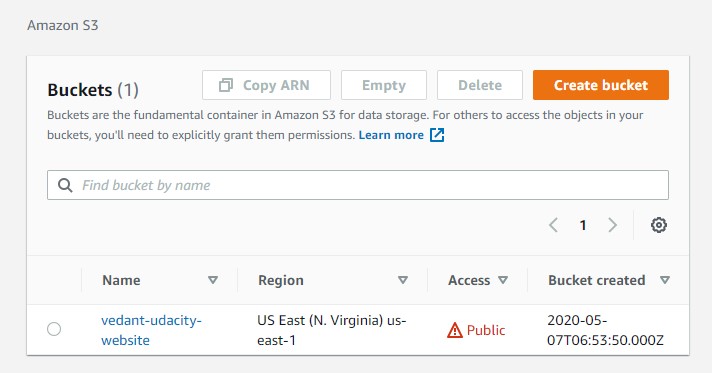 Amazon S3
Buckets (1)
Copy ARN
Empty
Delete
Create bucket
Buckets are the fundamental container in Amazon S3 for data storage. For others to access the objects in your
buckets, you'll need to explicitly grant them permissions. Learn more
Find bucket by name
1
Name
Region
Access
Bucket created
vedant-udacity-
website
US East (N. Virginia) us-
east-1
Public
2020-05-
07T06:53:50.000Z